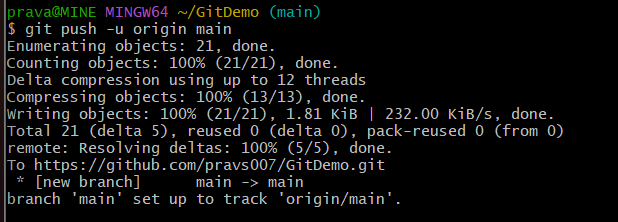 prava@MINE MINGW64 ~/GitDemo (main)
$ git push -u origin main
Enumerating objects: 21, done.
Counting objects: 100% (21/21), done.
Delta compression using up to 12 threads
Compressing objects: 100% (13/13), done.
Writing objects: 100% (21/21), 1.81 KiB | 232.00 KiB/s, done.
Total 21 (delta 5), reused 0 (delta 0), pack-reused 0 (from 0)
remote: Resolving deltas: 100% (5/5), done.
To https://github.com/pravs007/GitDemo.git
 * [new branch]      main -> main
branch 'main' set up to track 'origin/main'.